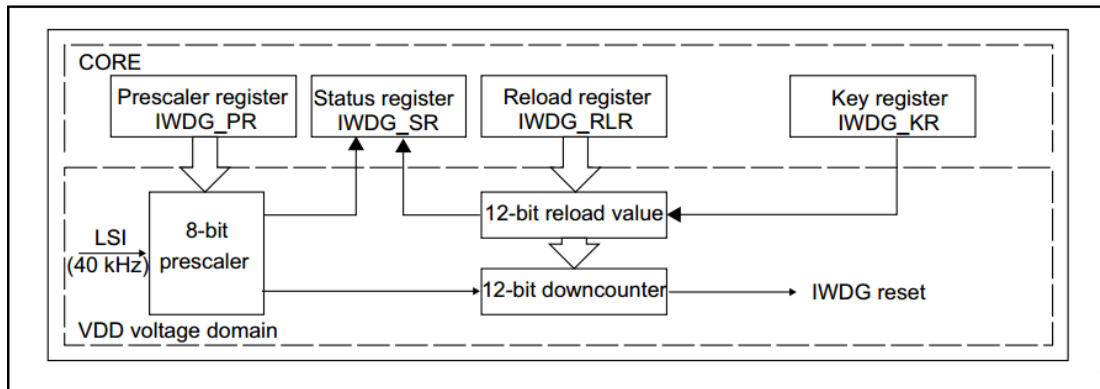 CORE
Prescaler register
IWDG_PR
Status register
IWDG_SR
Reload register
IWDG_RLR
Key register
IWDG_KR
LSI
(40 kHz)
8-bit
prescaler
12-bit reload value
12-bit downcounter
IWDG reset
VDD voltage domain